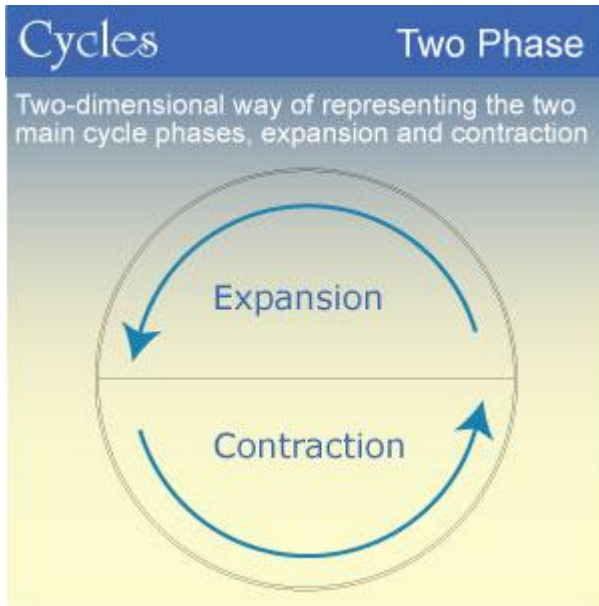 Cycles Two Phase
Two-dimensional way of representing the two
main cycle phases, expansion and contraction
Expansion
Contraction